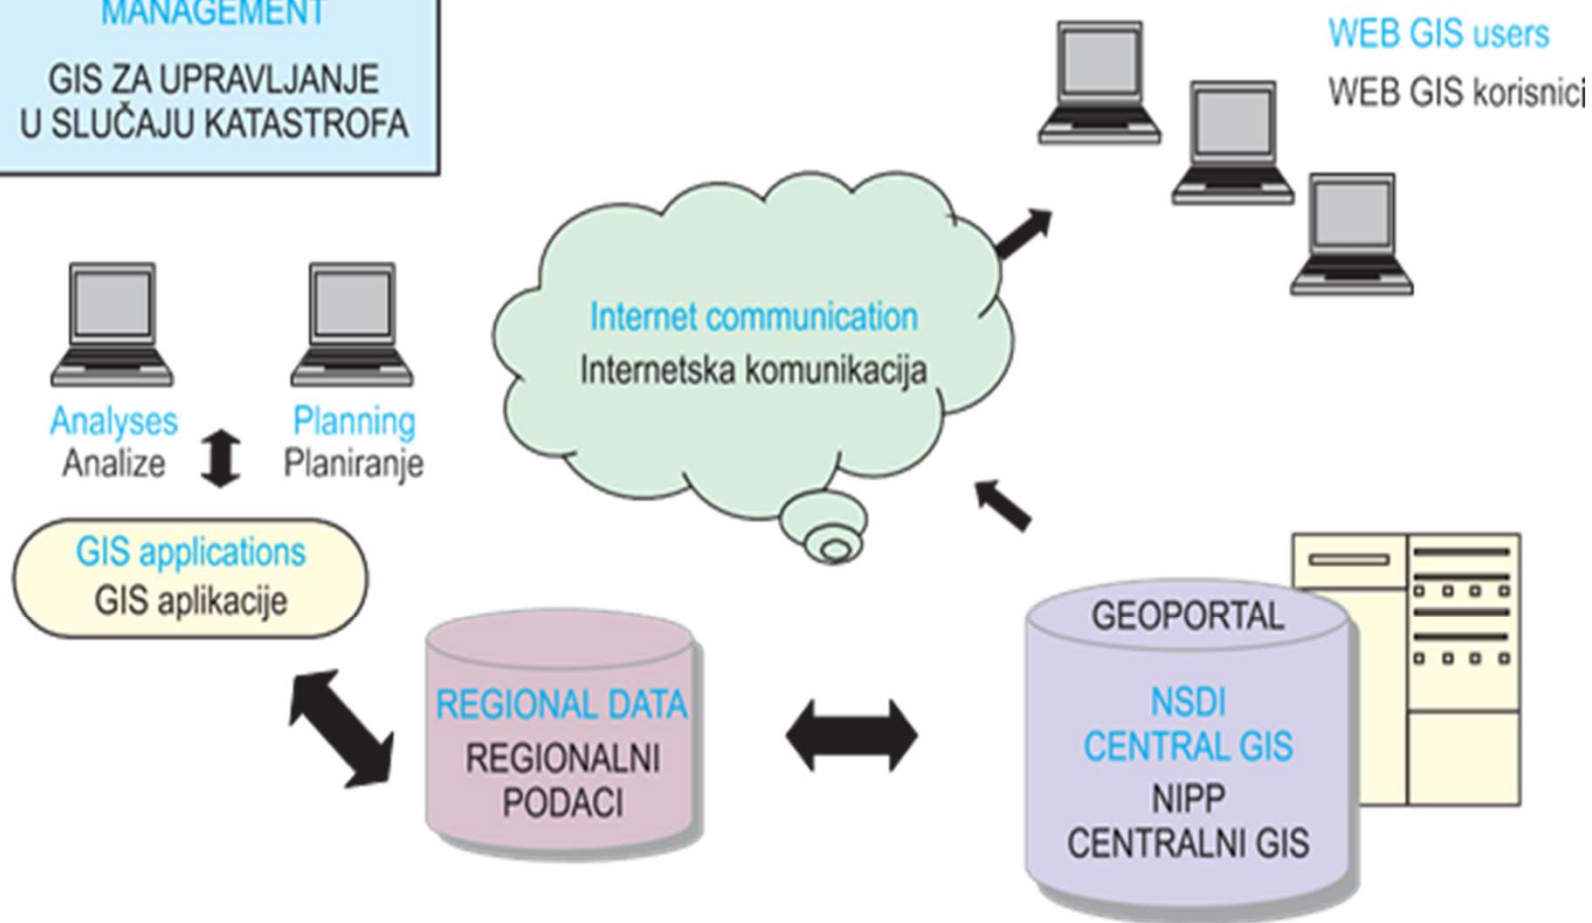 MANAGEMENT
GIS ZA UPRAVLJANJE
U SLUČAJU KATASTROFA
WEB GIS users
WEB GIS korisnici
Internet communication
Internetska komunikacija
Analyses
Analize
Planning
Planiranje
GIS applications
GIS aplikacije
REGIONAL DATA
REGIONALNI
PODACI
GEOPORTAL
NSDI
CENTRAL GIS
NIPP
CENTRALNI GIS